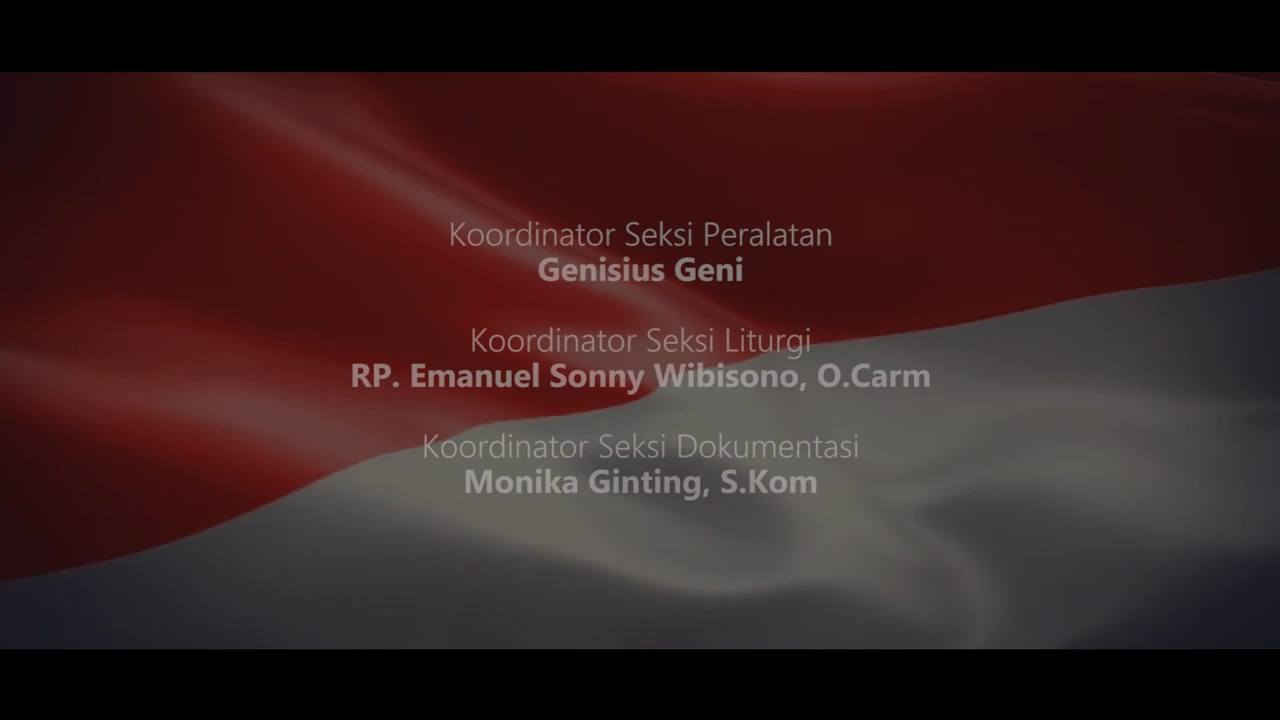 Koordinator Seksi Peralatan
Genisius Geni
Koordinator Seksi Liturgi
RP. Emanuel Sonny Wibisono, O.Carm
Koordinator Seksi Dokumentasi
Monika Ginting, S.Kom